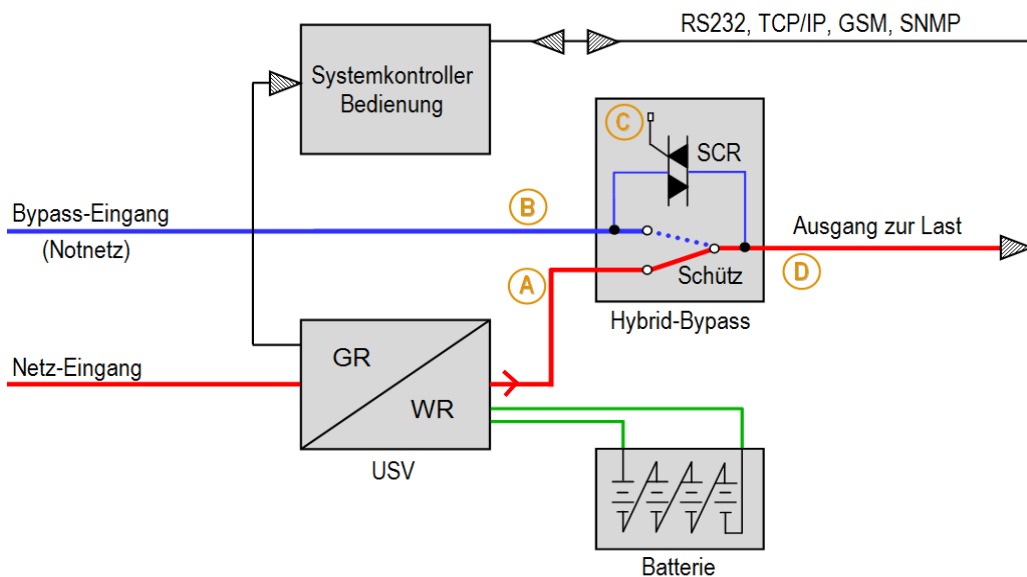 RS232, TCP/IP, GSM, SNMP
Systemkontroller
Bedienung
C
SCR
Bypass-Eingang
(Notnetz)
B
Ausgang zur Last
A
Schütz
D
Hybrid-Bypass
Netz-Eingang
GR
WR
USV
Batterie